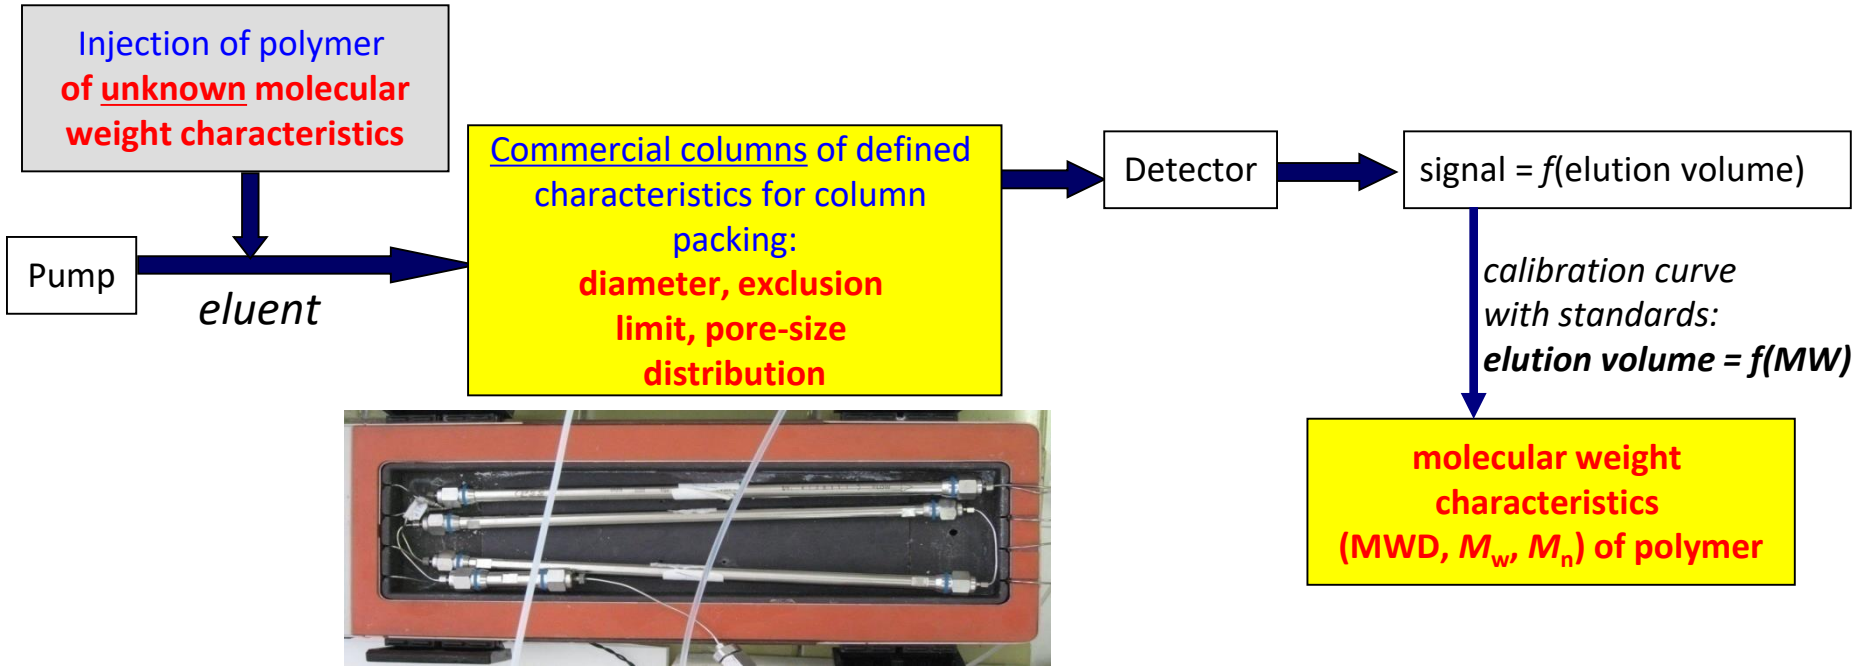 Injection of polymer
of unknown molecular
weight characteristics
Pump
eluent
Commercial columns of defined
characteristics for column
packing:
diameter, exclusion
limit, pore-size
distribution
Detector
signal = f(elution volume)
calibration curve
with standards:
elution volume = f(MW)
molecular weight
characteristics
(MWD, Mw, Mn) of polymer